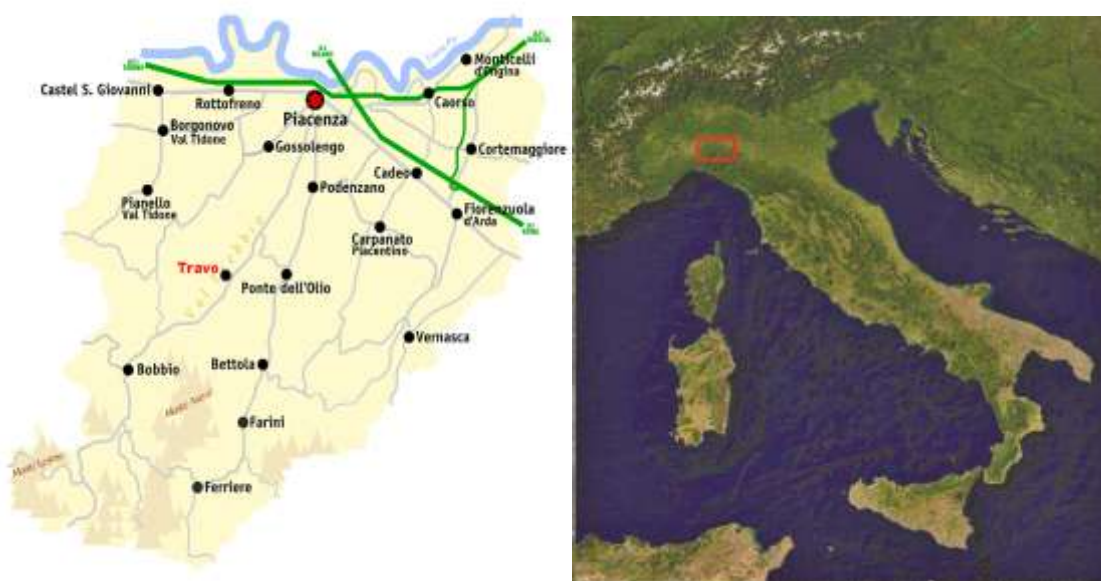 Monticelli
d'Ongina
Castel S. Giovanni
Rottofreno
Caorso
Piacenza
Borgonovo
Val Tidone
Gossolengo
Cortemaggiore
Cadeo
Podenzano
Pianello
Val Tidone
Fiorenzuola
d'Arda
Carpanato
Piacentino
Travo
Ponte dell'Olio
Vernasca
Bobbio
Bettola
Farini
Ferriere